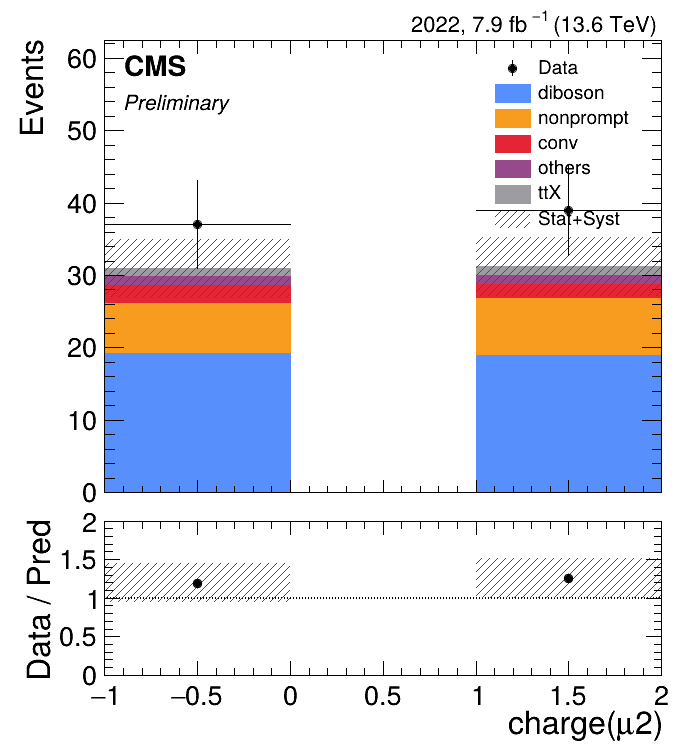 2022, 7.9 fb⁻¹ (13.6 TeV)
CMS
Preliminary
Data
diboson
nonprompt
conv
others
ttX
Stat+Syst
Events
60
50
40
30
20
10
0
Data / Pred
2
1.5
1
0.5
0
−1 −0.5 0 0.5 1 1.5 2
charge(μ2)